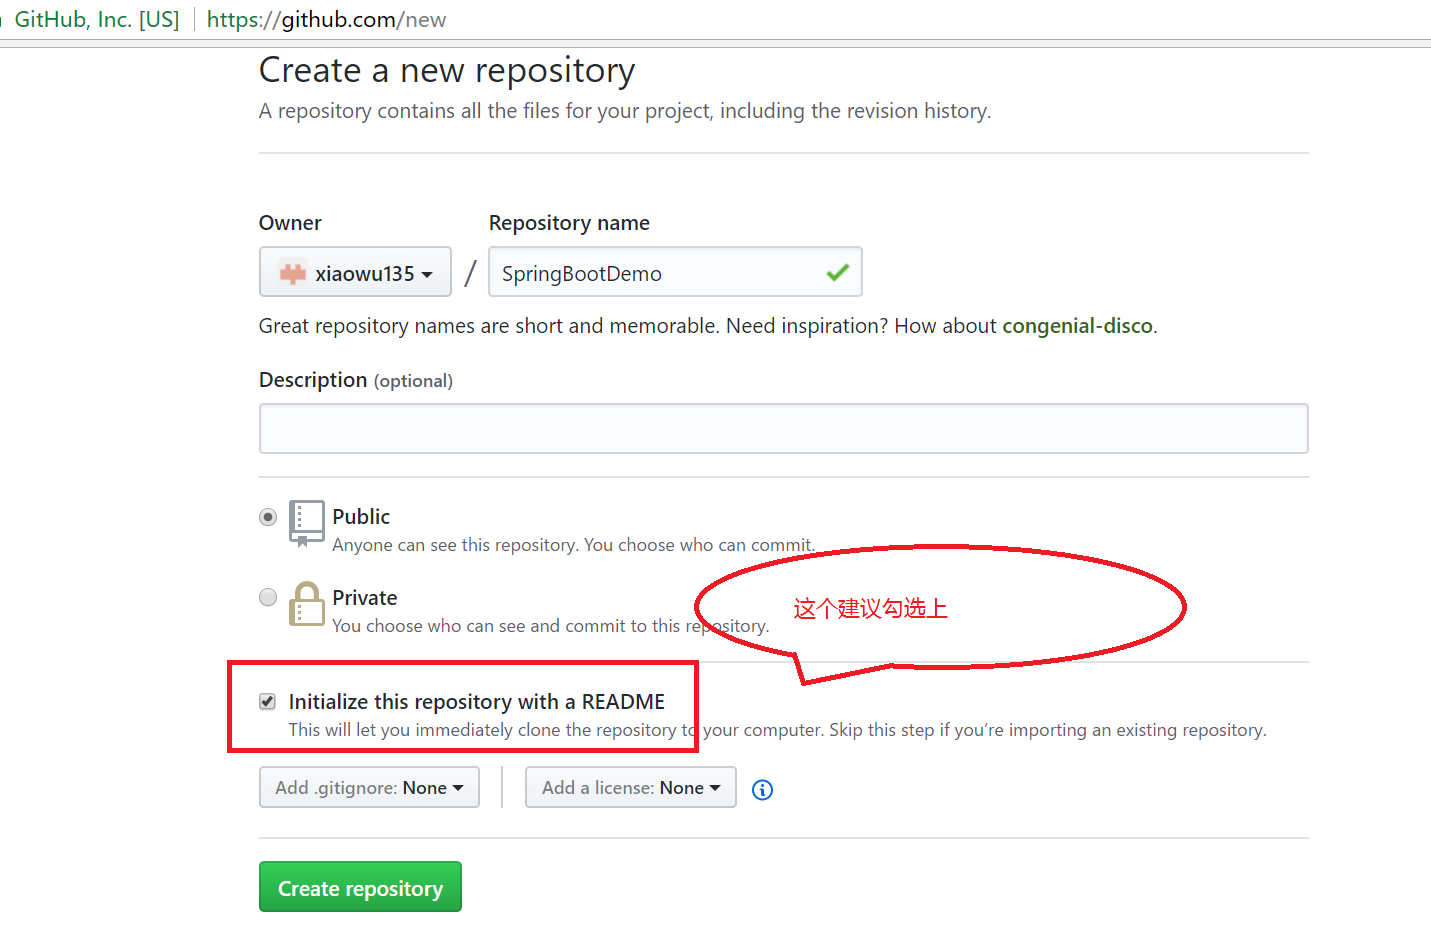 GitHub, Inc. [US] https://github.com/new
Create a new repository
A repository contains all the files for your project, including the revision history.
Owner Repository name
xiaowu135 / SpringBootDemo
Great repository names are short and memorable. Need inspiration? How about congenial-disco.
Description (optional)
Public
Anyone can see this repository. You choose who can commit.
Private
这个建议勾选上
You choose who can see and commit to this repository.
Initialize this repository with a README
This will let you immediately clone the repository to your computer. Skip this step if you’re importing an existing repository.
Add .gitignore: None Add a license: None
Create repository